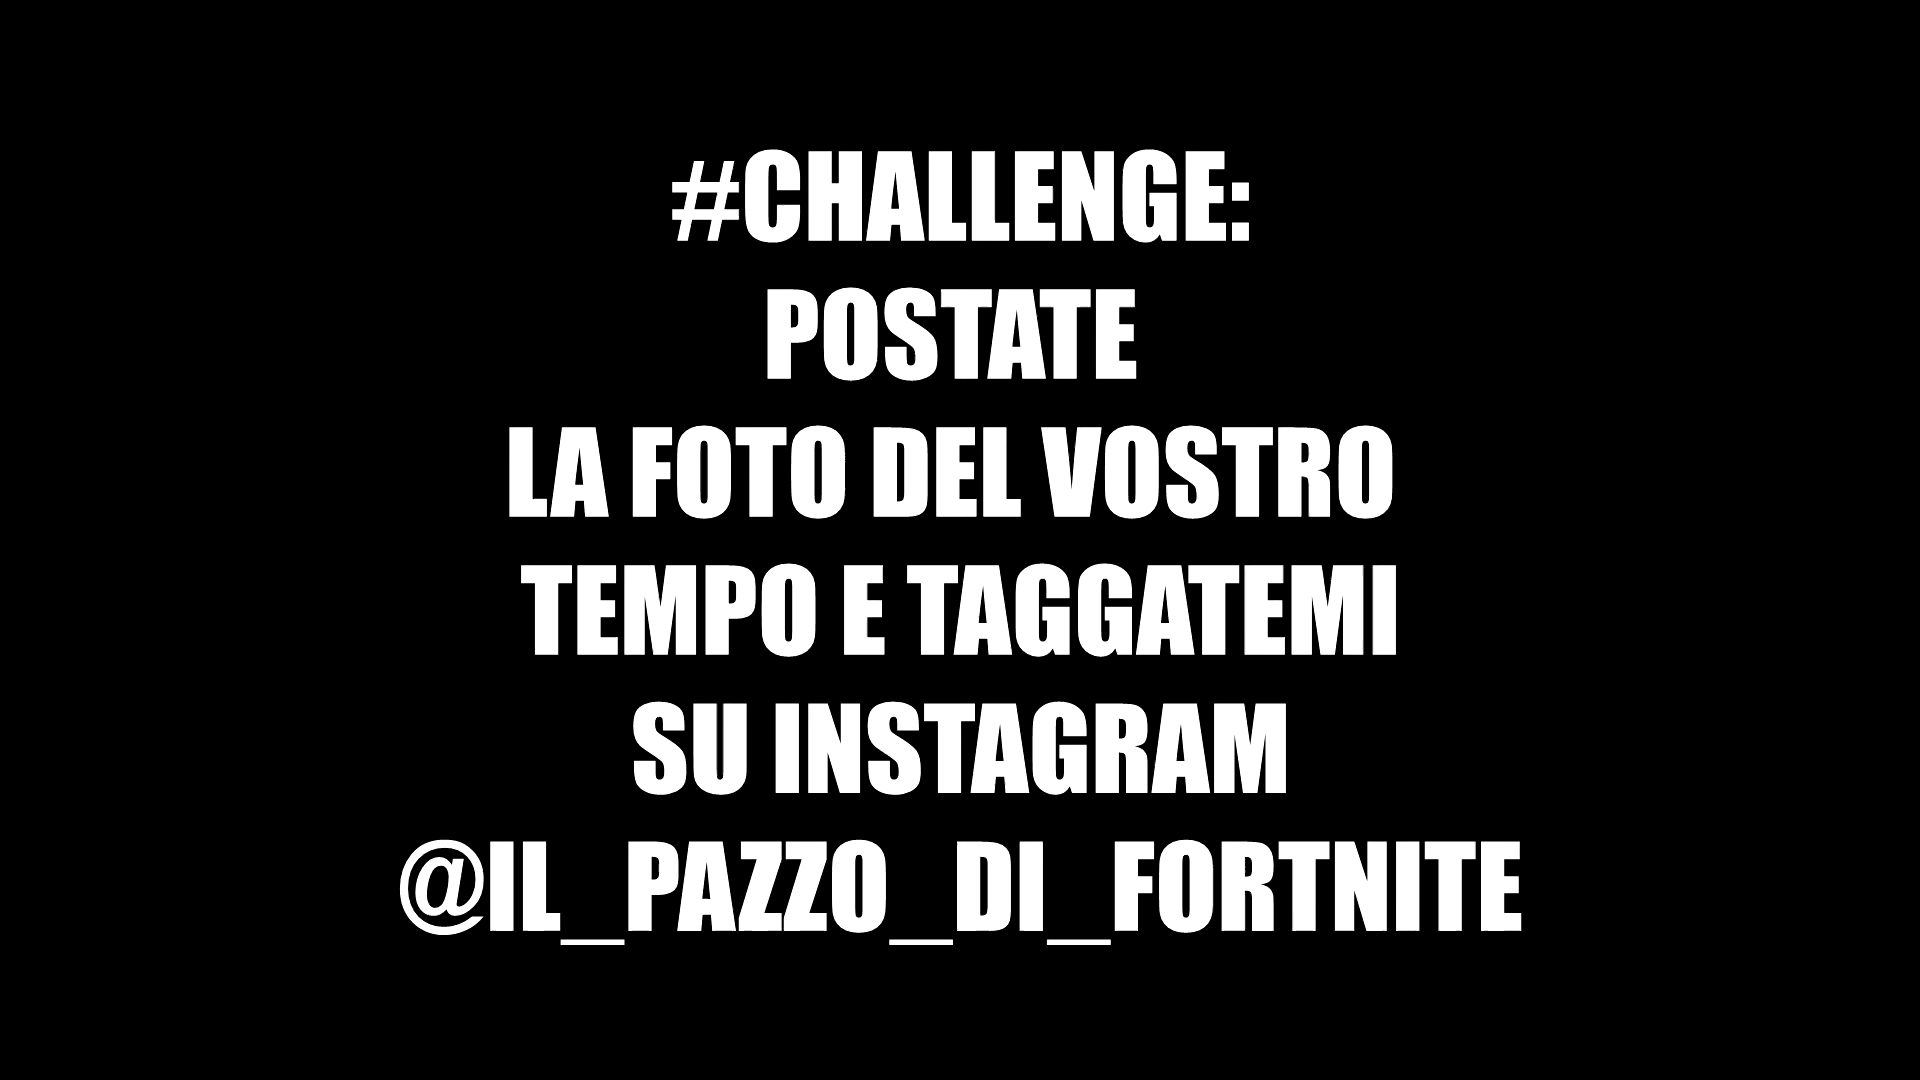 #CHALLENGE:
POSTATE
LA FOTO DEL VOSTRO
TEMPO E TAGGATEMI
SU INSTAGRAM
@IL_PAZZO_DI_FORTNITE